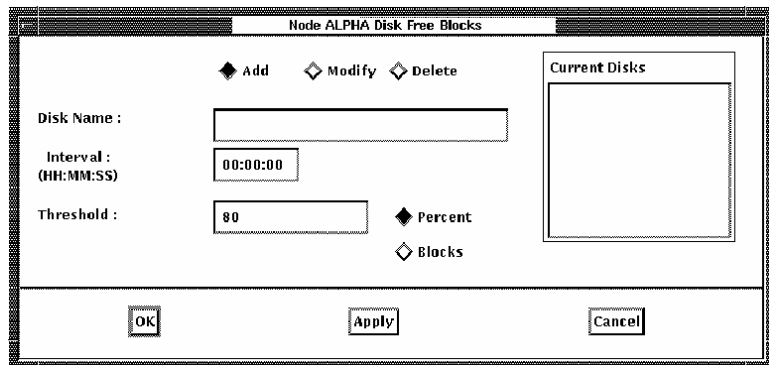 Node ALPHA Disk Free Blocks
Add Modify Delete
Current Disks
Disk Name :
Interval :
(HH:MM:SS)
00:00:00
Threshold :
80
Percent
Blocks
OK
Apply
Cancel